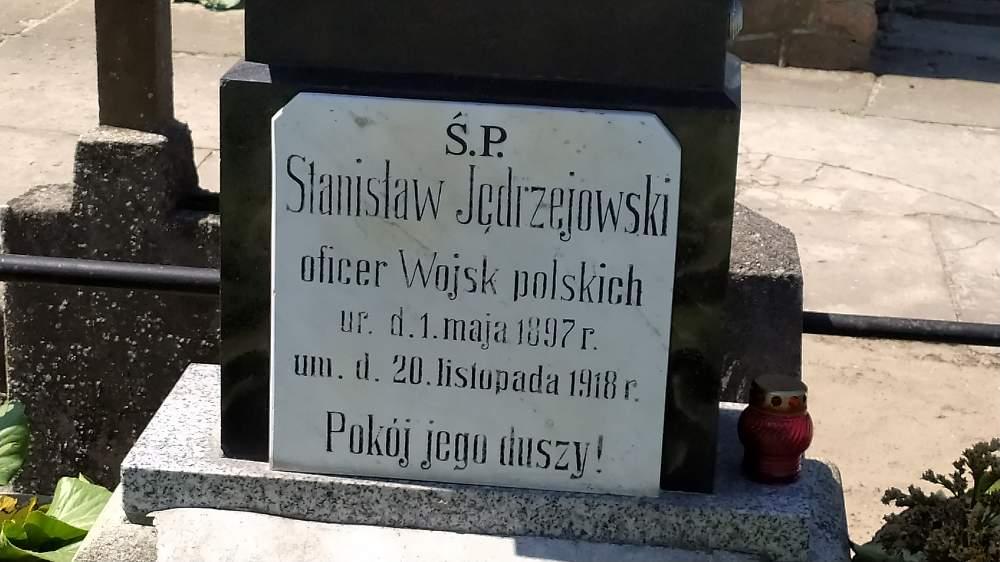 Ś.P.
Stanisław Jędrzejowski
oficer Wojsk polskich
ur. d. 1. maja 1897 r.
um. d. 20. listopada 1918 r.
Pokój jego duszy!